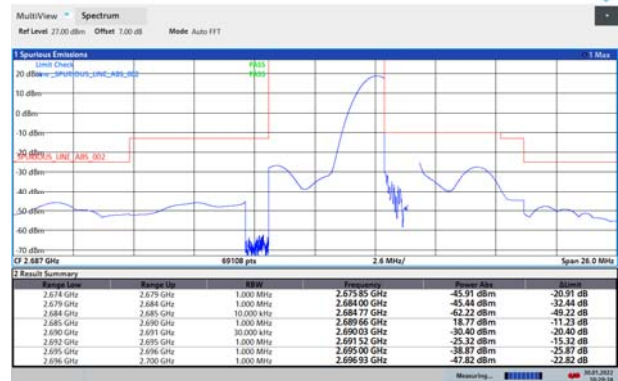 MultiView Spectrum
Ref Level 27.00 dBm Offset 7.00 dB Mode Auto FFT
1 Spurious Emissions 1 Max
Limit Check PASS
_SPURIOUS_LINE_ABS_002 PASS
20 dBm
10 dBm
0 dBm
-10 dBm
-20 dBm
SPURIOUS_LINE_ABS_002
-30 dBm
-40 dBm
-50 dBm
-60 dBm
-70 dBm
CF 2.687 GHz 69108 pts 2.6 MHz/ Span 26.0 MHz
2 Result Summary
Range Low Range Up RBW Frequency Power Abs ΔLimit
2.674 GHz 2.679 GHz 1.000 MHz 2.675 85 GHz -45.91 dBm -20.91 dB
2.679 GHz 2.684 GHz 1.000 MHz 2.684 00 GHz -45.44 dBm -32.44 dB
2.684 GHz 2.685 GHz 10.000 kHz 2.684 77 GHz -62.22 dBm -49.22 dB
2.685 GHz 2.690 GHz 1.000 MHz 2.689 66 GHz 18.77 dBm -11.23 dB
2.690 GHz 2.691 GHz 30.000 kHz 2.690 03 GHz -30.40 dBm -20.40 dB
2.692 GHz 2.695 GHz 1.000 MHz 2.691 52 GHz -25.32 dBm -15.32 dB
2.695 GHz 2.696 GHz 1.000 MHz 2.695 00 GHz -38.87 dBm -25.87 dB
2.696 GHz 2.700 GHz 1.000 MHz 2.696 93 GHz -47.82 dBm -22.82 dB
Measuring... 30.01.2022